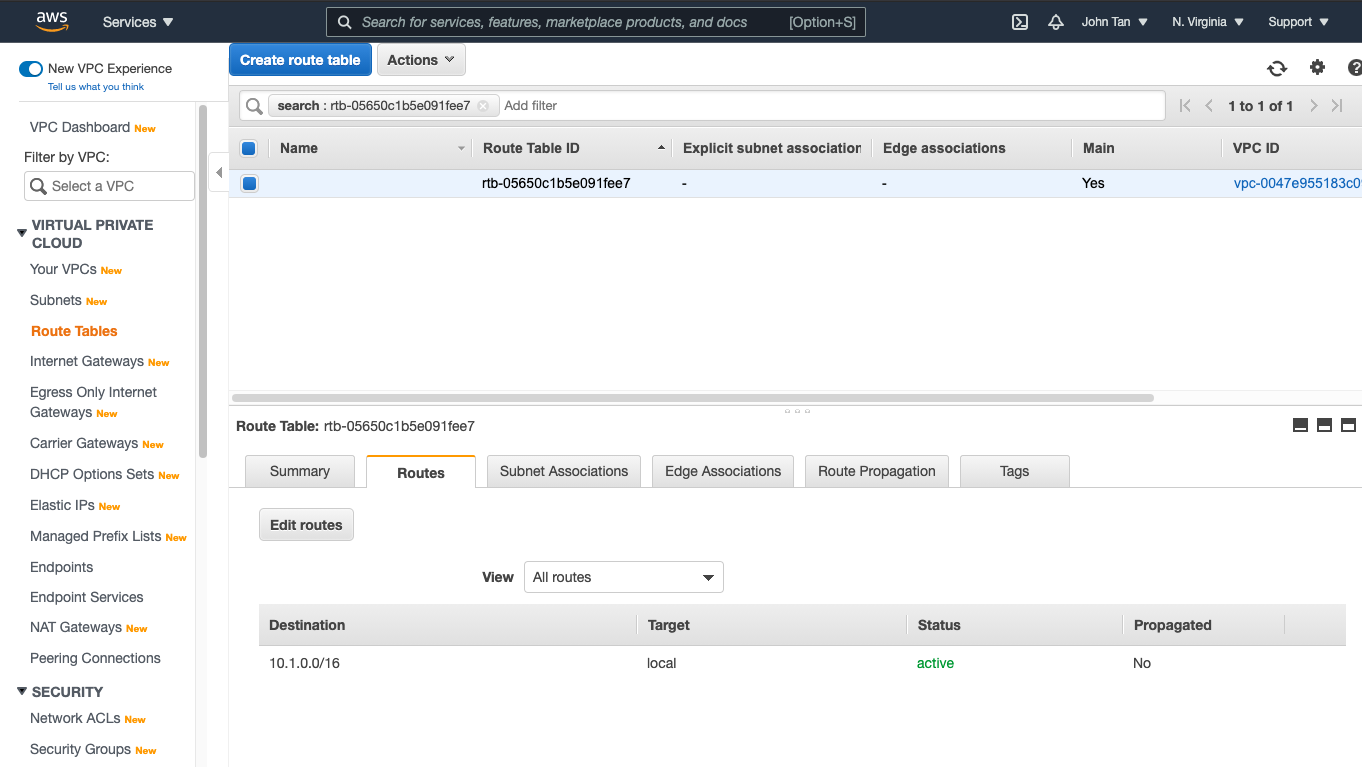 aws
Services
Search for services, features, marketplace products, and docs [Option+S]
John Tan
N. Virginia
Support
New VPC Experience
Tell us what you think
VPC Dashboard New
Filter by VPC:
Select a VPC
VIRTUAL PRIVATE
CLOUD
Your VPCs New
Subnets New
Route Tables
Internet Gateways New
Egress Only Internet
Gateways New
Carrier Gateways New
DHCP Options Sets New
Elastic IPs New
Managed Prefix Lists New
Endpoints
Endpoint Services
NAT Gateways New
Peering Connections
SECURITY
Network ACLs New
Security Groups New
Create route table
Actions
search : rtb-05650c1b5e091fee7 Add filter
1 to 1 of 1
Name Route Table ID Explicit subnet association Edge associations Main VPC ID
rtb-05650c1b5e091fee7 - - Yes vpc-0047e955183c0
Route Table: rtb-05650c1b5e091fee7
Summary Routes Subnet Associations Edge Associations Route Propagation Tags
Edit routes
View All routes
Destination Target Status Propagated
10.1.0.0/16 local active No